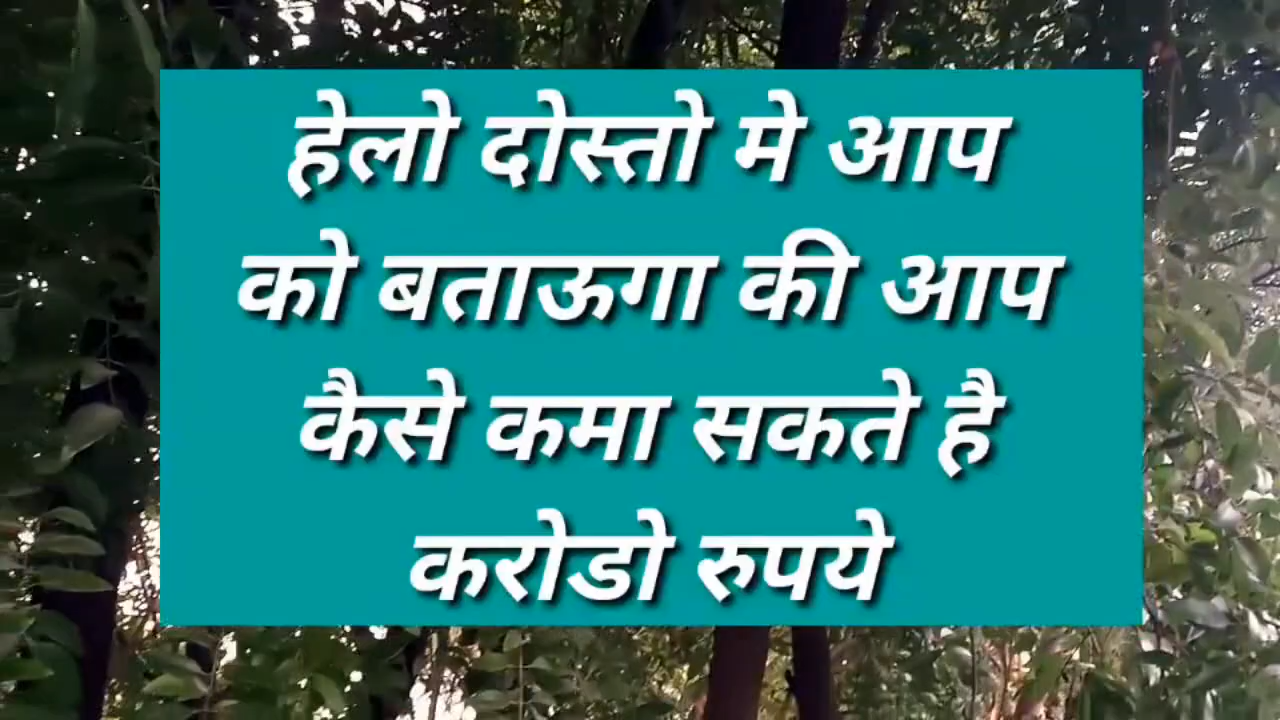 हेलो दोस्तो मे आप
को बताऊगा की आप
कैसे कमा सकते है
करोडो रुपये